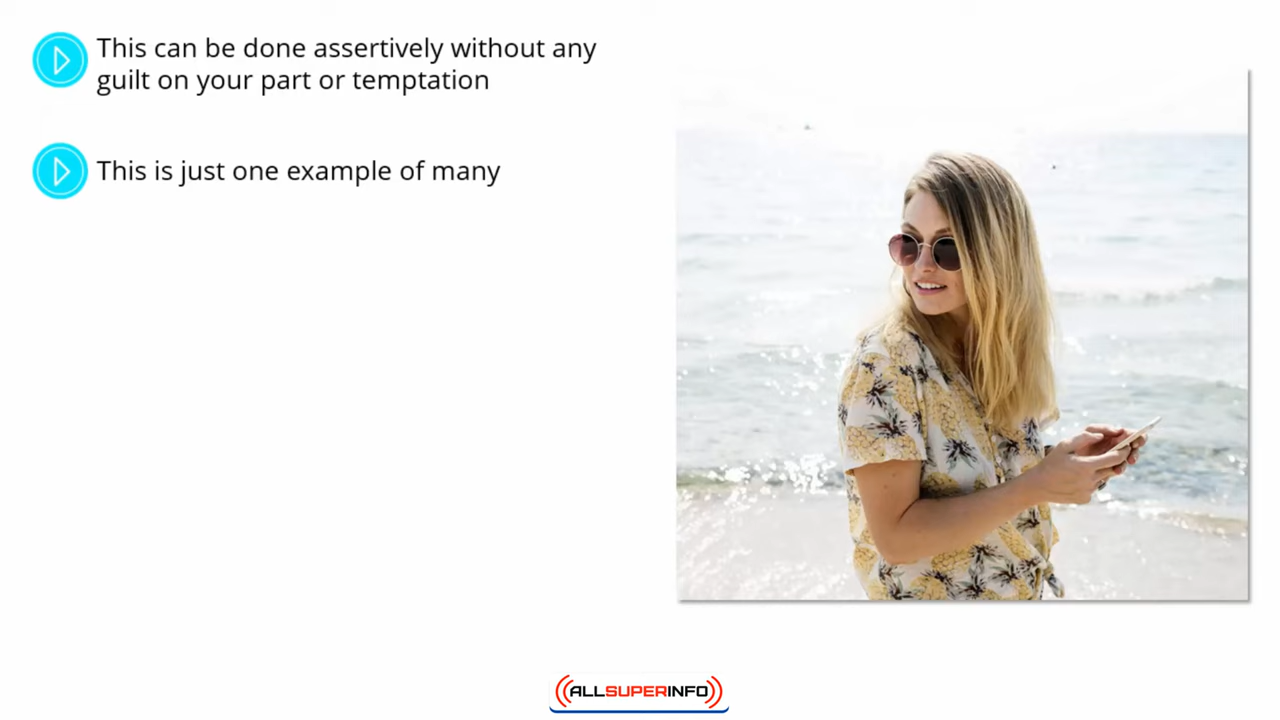 This can be done assertively without any
guilt on your part or temptation
This is just one example of many
ALLSUPERINFO